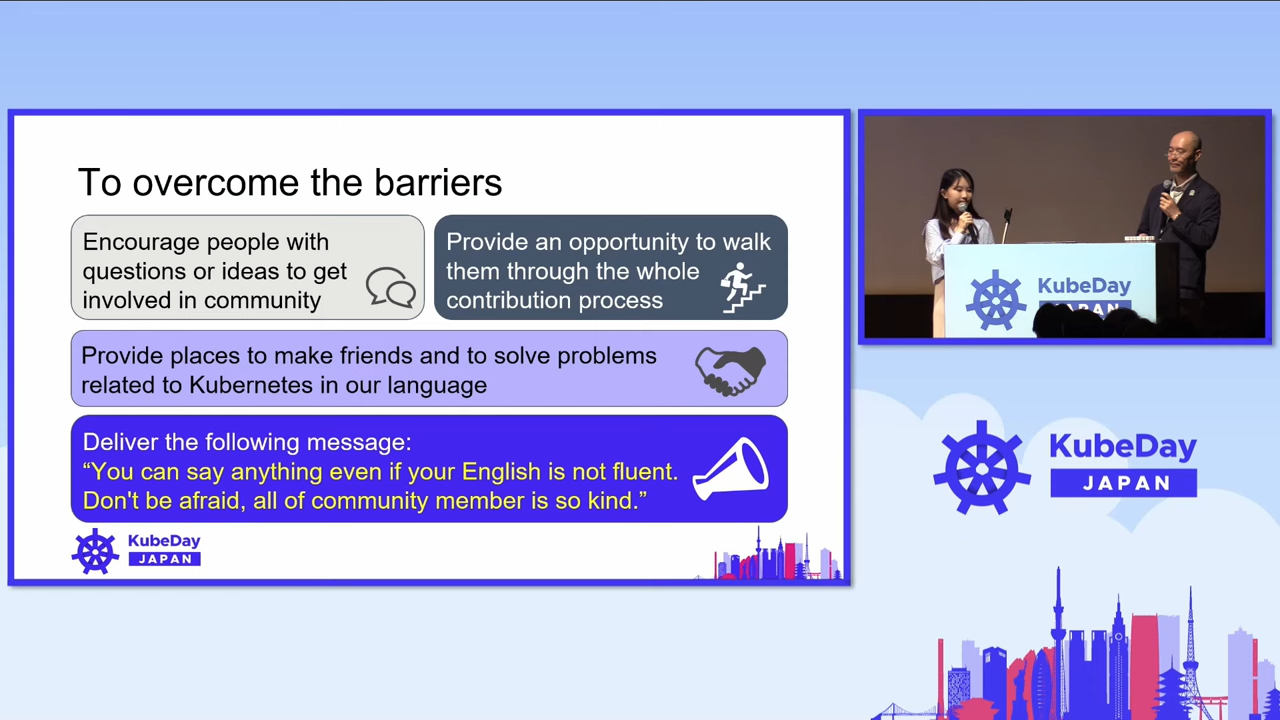 To overcome the barriers
Encourage people with
questions or ideas to get
involved in community
Provide an opportunity to walk
them through the whole
contribution process
Provide places to make friends and to solve problems
related to Kubernetes in our language
Deliver the following message:
“You can say anything even if your English is not fluent.
Don't be afraid, all of community member is so kind.”
KubeDay
JAPAN
KubeDay
JAPAN
KubeDay
JAPAN